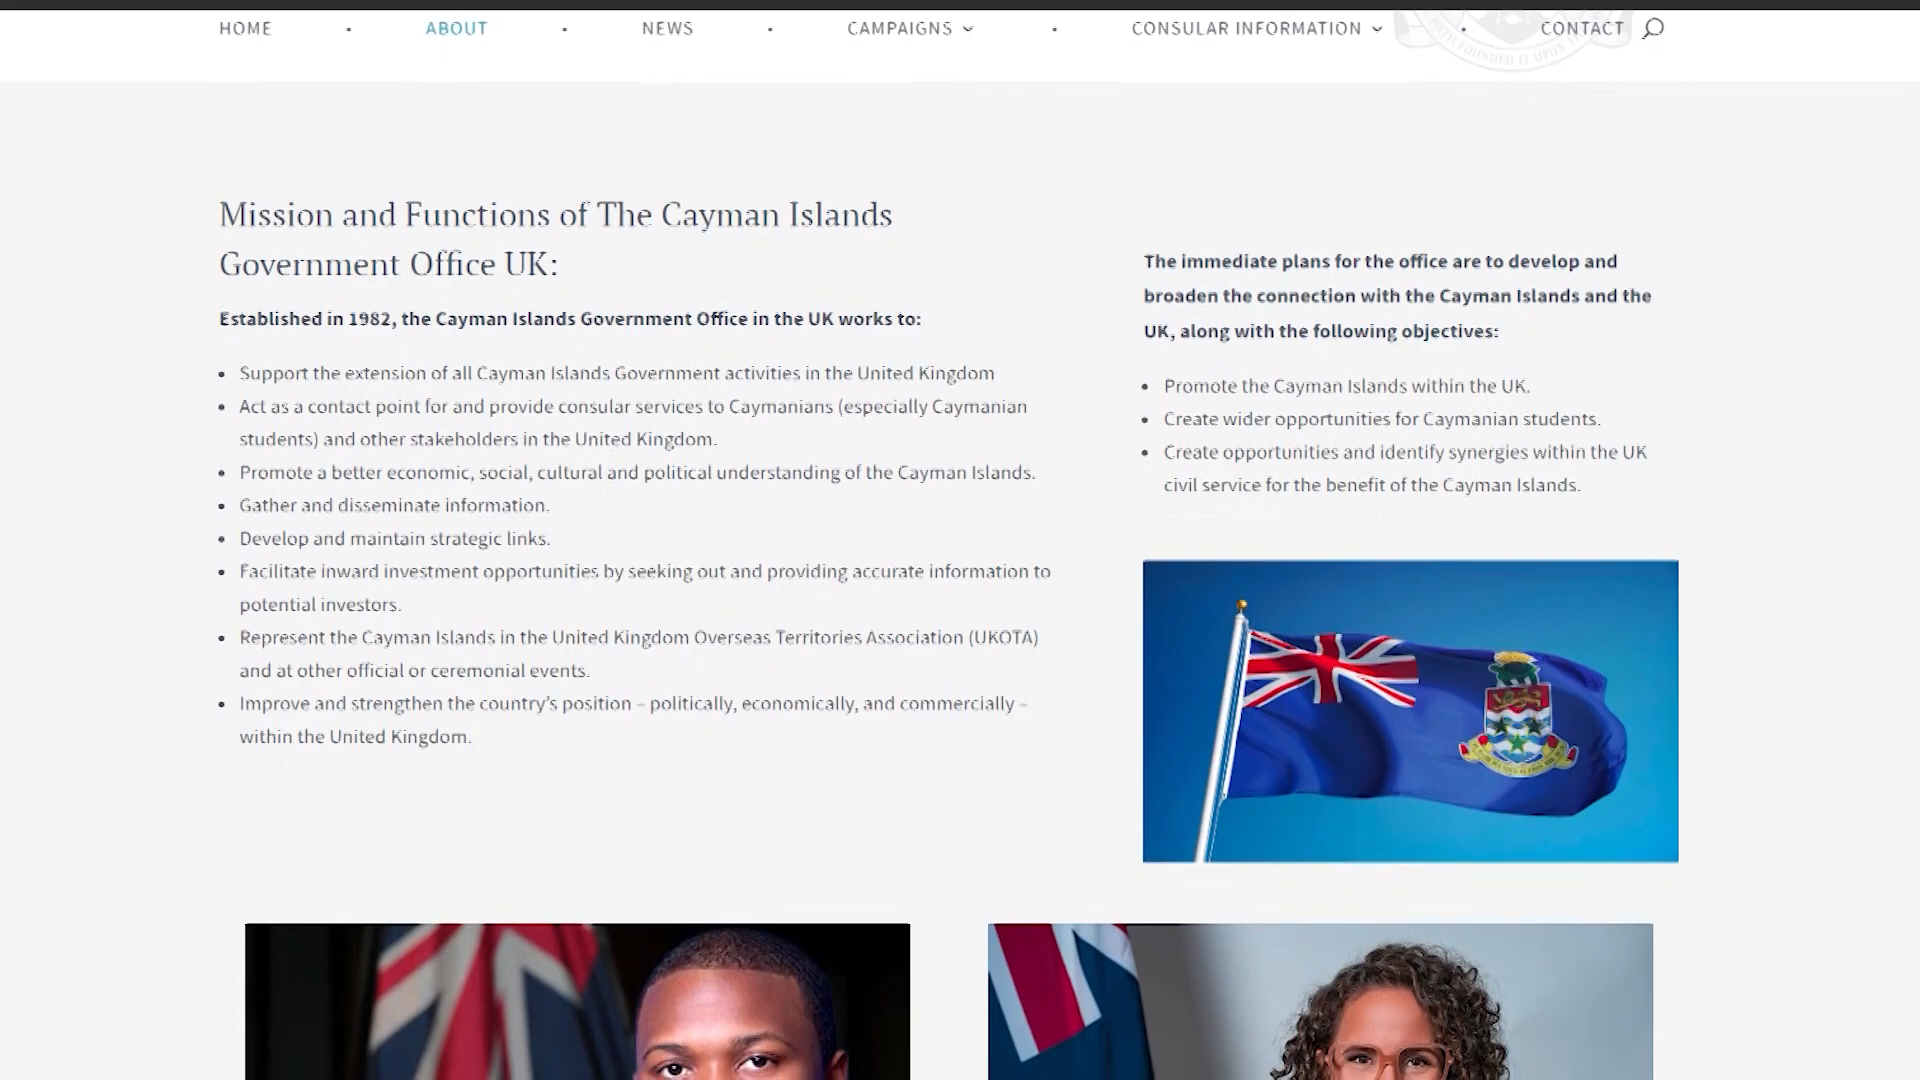 HOME · ABOUT · NEWS · CAMPAIGNS · CONSULAR INFORMATION · CONTACT
HATH FOUNDED IT UPON
Mission and Functions of The Cayman Islands
Government Office UK:
Established in 1982, the Cayman Islands Government Office in the UK works to:
• Support the extension of all Cayman Islands Government activities in the United Kingdom
• Act as a contact point for and provide consular services to Caymanians (especially Caymanian
students) and other stakeholders in the United Kingdom.
• Promote a better economic, social, cultural and political understanding of the Cayman Islands.
• Gather and disseminate information.
• Develop and maintain strategic links.
• Facilitate inward investment opportunities by seeking out and providing accurate information to
potential investors.
• Represent the Cayman Islands in the United Kingdom Overseas Territories Association (UKOTA)
and at other official or ceremonial events.
• Improve and strengthen the country’s position – politically, economically, and commercially –
within the United Kingdom.
The immediate plans for the office are to develop and
broaden the connection with the Cayman Islands and the
UK, along with the following objectives:
• Promote the Cayman Islands within the UK.
• Create wider opportunities for Caymanian students.
• Create opportunities and identify synergies within the UK
civil service for the benefit of the Cayman Islands.